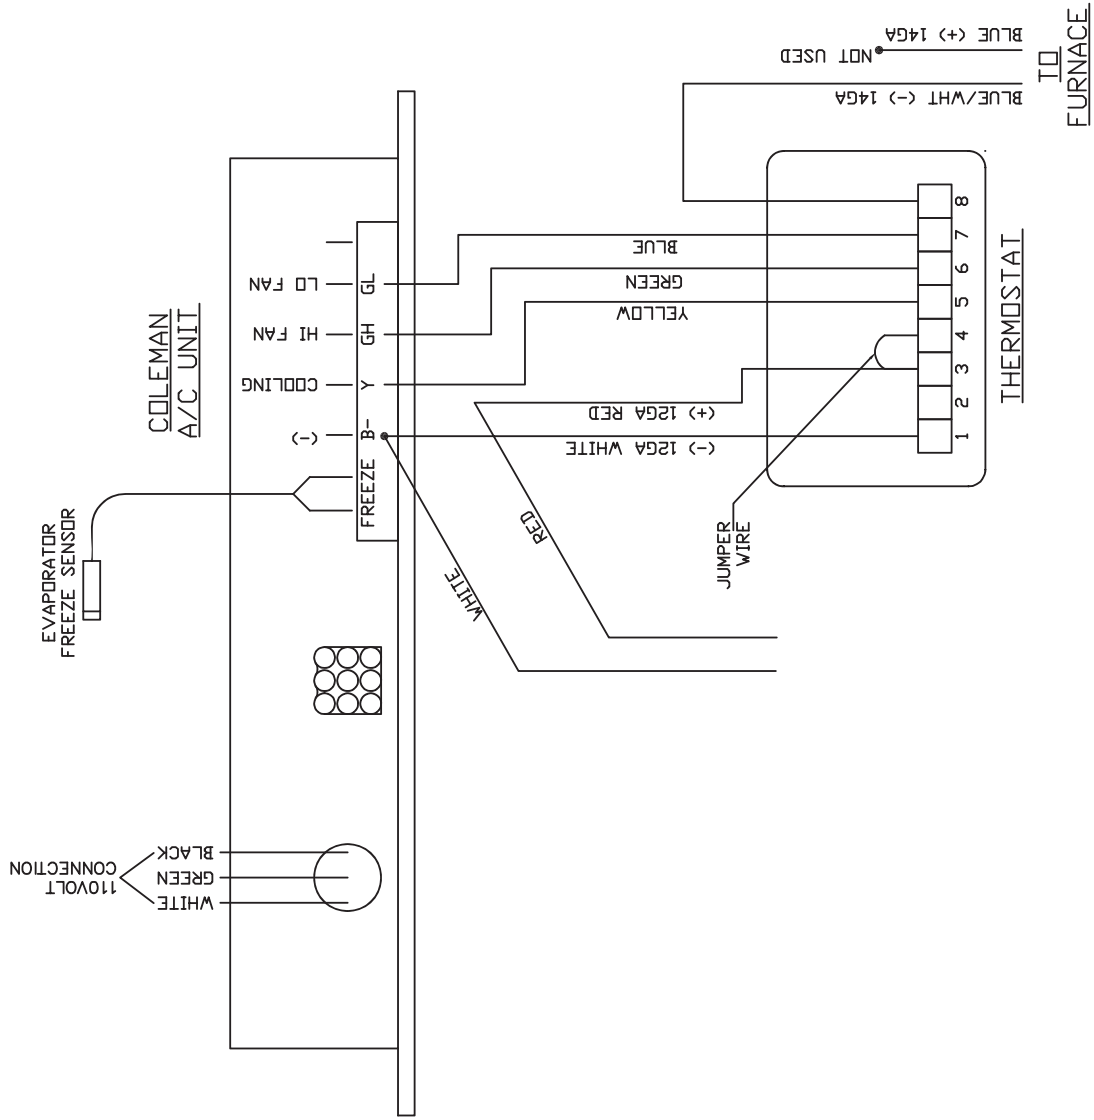 BLUE (+) 14GA
NOT USED
BLUE/WHT (-) 14GA
TO
FURNACE
COLEMAN
A/C UNIT
LO FAN
GL
HI FAN
GH
COOLING
Y
(-)
B-
FREEZE
BLUE
GREEN
YELLOW
(+) 12GA RED
(-) 12GA WHITE
8
7
6
5
4
3
2
1
THERMOSTAT
JUMPER
WIRE
RED
WHITE
EVAPORATOR
FREEZE SENSOR
110VOLT
CONNECTION
BLACK
GREEN
WHITE